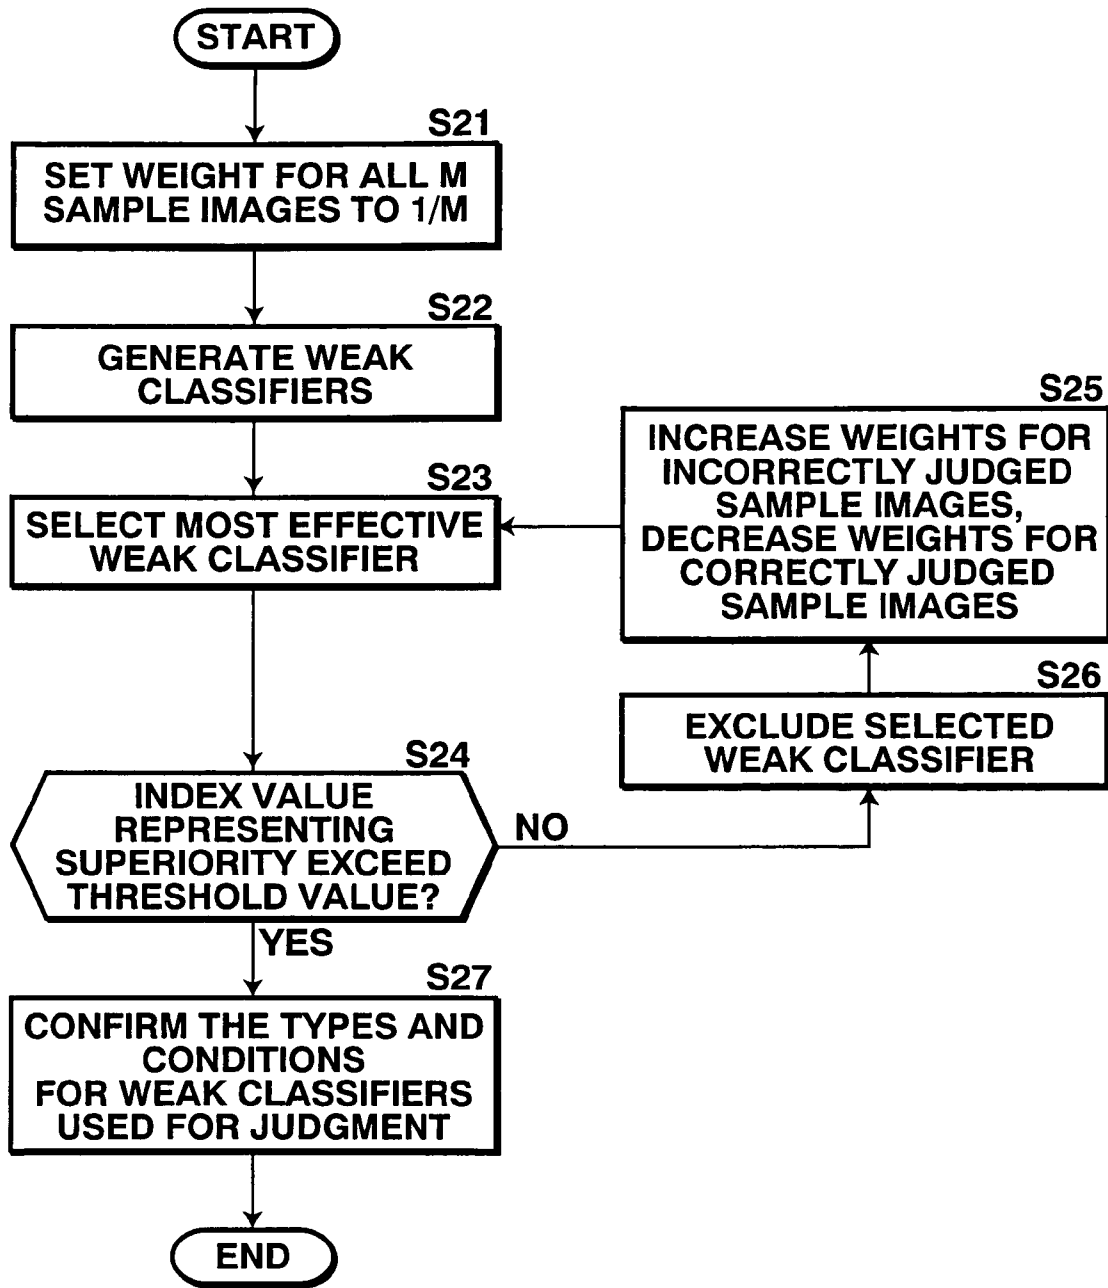 START
S21
SET WEIGHT FOR ALL M
SAMPLE IMAGES TO 1/M
S22
GENERATE WEAK
CLASSIFIERS
S23
SELECT MOST EFFECTIVE
WEAK CLASSIFIER
S24
INDEX VALUE
REPRESENTING
SUPERIORITY EXCEED
THRESHOLD VALUE?
NO
YES
S26
EXCLUDE SELECTED
WEAK CLASSIFIER
S25
INCREASE WEIGHTS FOR
INCORRECTLY JUDGED
SAMPLE IMAGES,
DECREASE WEIGHTS FOR
CORRECTLY JUDGED
SAMPLE IMAGES
S27
CONFIRM THE TYPES AND
CONDITIONS
FOR WEAK CLASSIFIERS
USED FOR JUDGMENT
END